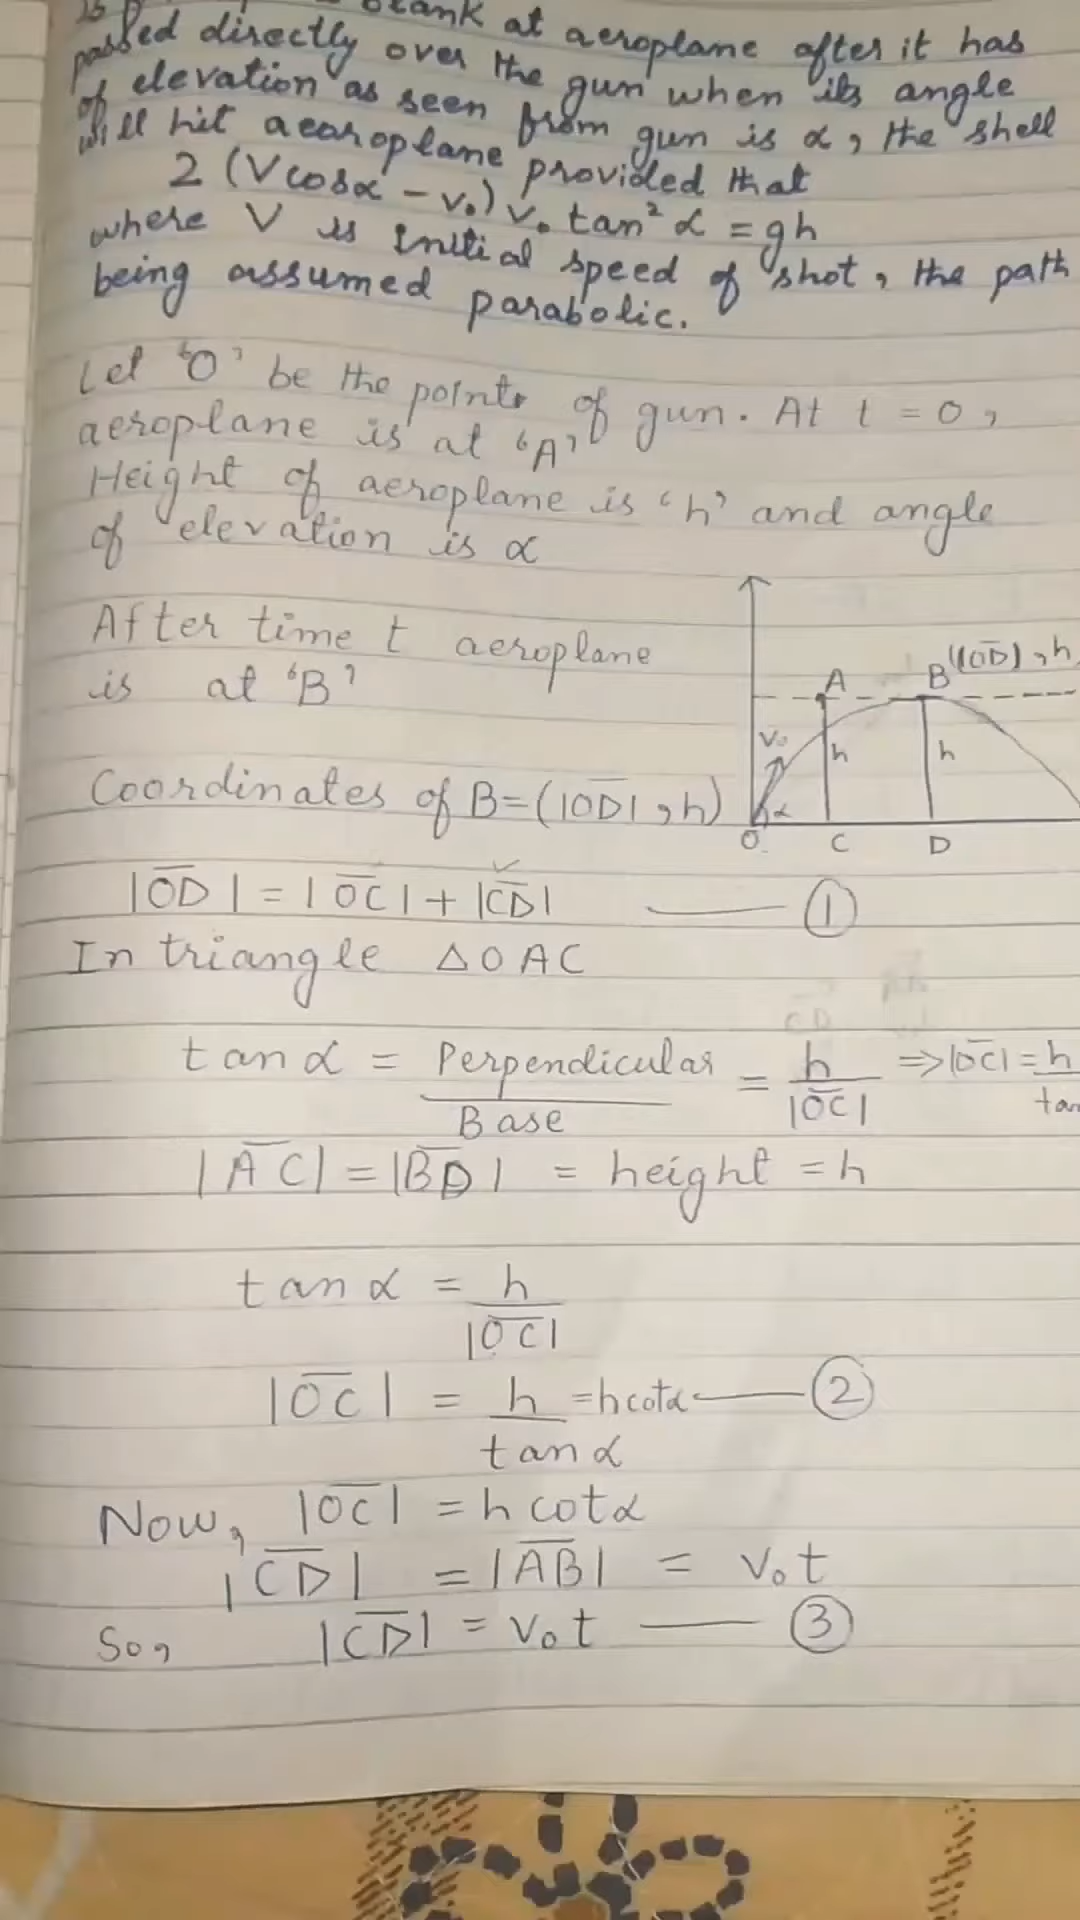 blank at aeroplane after it has
passed directly over the gun when its angle
of elevation as seen from gun is α, the shell
will hit aearoplane provided that
2 (V cosα - v₀) v₀ tan² α = gh
where V is initial speed of shot, the path
being assumed parabolic.
Let 'O' be the points of gun. At t = 0,
aeroplane is at 'A'
Height of aeroplane is 'h' and angle
of elevation is α
After time t aeroplane
is at 'B'
A B (|OD|, h
V₀ h h
α
O C D
Coordinates of B = (|OD|, h)
|OD| = |OC| + |CD| —— ①
In triangle △OAC
tan α = Perpendicular / Base = h / |OC| ⇒ |OC| = h / tan
|AC| = |BD| = height = h
tan α = h / |OC|
|OC| = h / tan α = h cotα —— ②
Now, |OC| = h cotα
|CD| = |AB| = v₀t
So, |CD| = v₀t —— ③